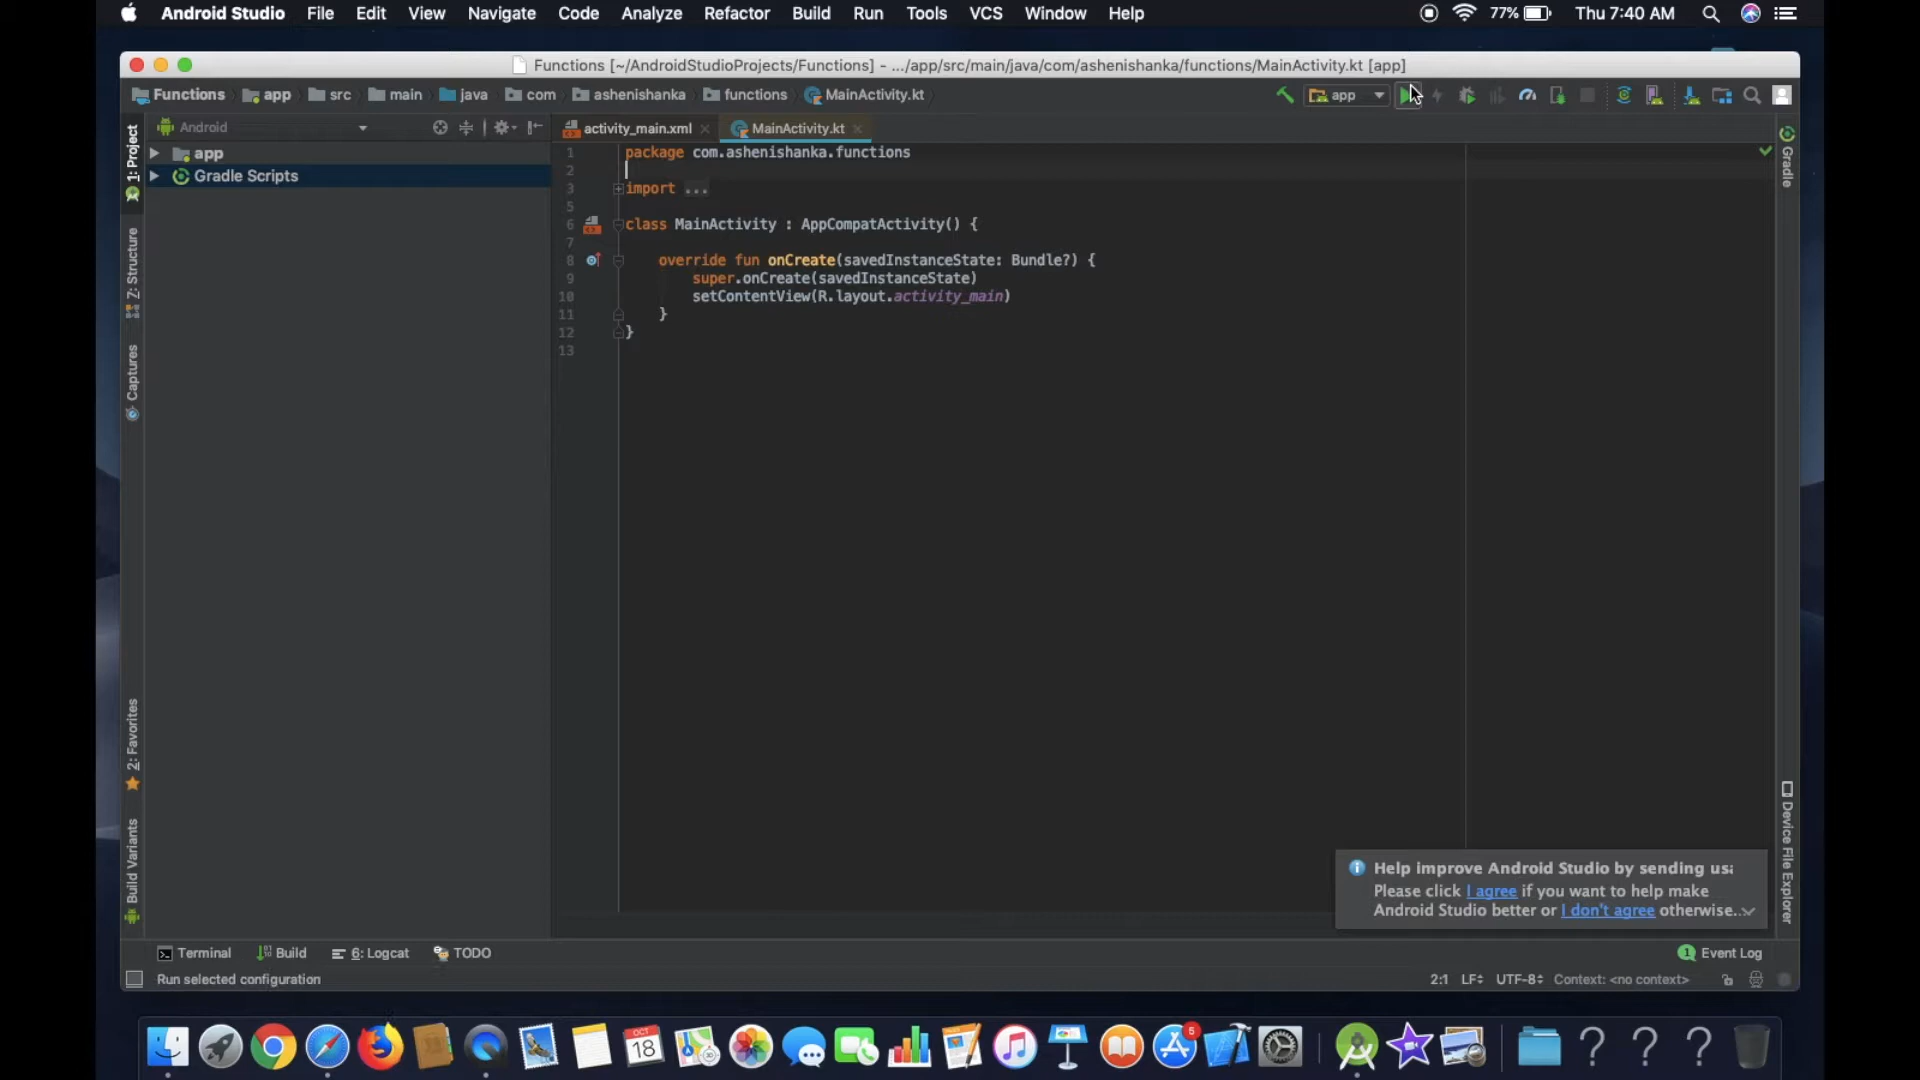 Android Studio File Edit View Navigate Code Analyze Refactor Build Run Tools VCS Window Help 77% Thu 7:40 AM
Functions [~/AndroidStudioProjects/Functions] - .../app/src/main/java/com/ashenishanka/functions/MainActivity.kt [app]
Functions app src main java com ashenishanka functions MainActivity.kt app
Android
activity_main.xml MainActivity.kt
app
Gradle Scripts
1: Project
7: Structure
Captures
2: Favorites
Build Variants
1 package com.ashenishanka.functions
2
3 import ...
5
6 class MainActivity : AppCompatActivity() {
7
8 override fun onCreate(savedInstanceState: Bundle?) {
9 super.onCreate(savedInstanceState)
10 setContentView(R.layout.activity_main)
11 }
12 }
13
Gradle
Device File Explorer
Help improve Android Studio by sending usa
Please click I agree if you want to help make
Android Studio better or I don't agree otherwise...
Terminal Build 6: Logcat TODO 1 Event Log
Run selected configuration 2:1 LF UTF-8 Context: <no context>
OCT
18
5
? ? ?